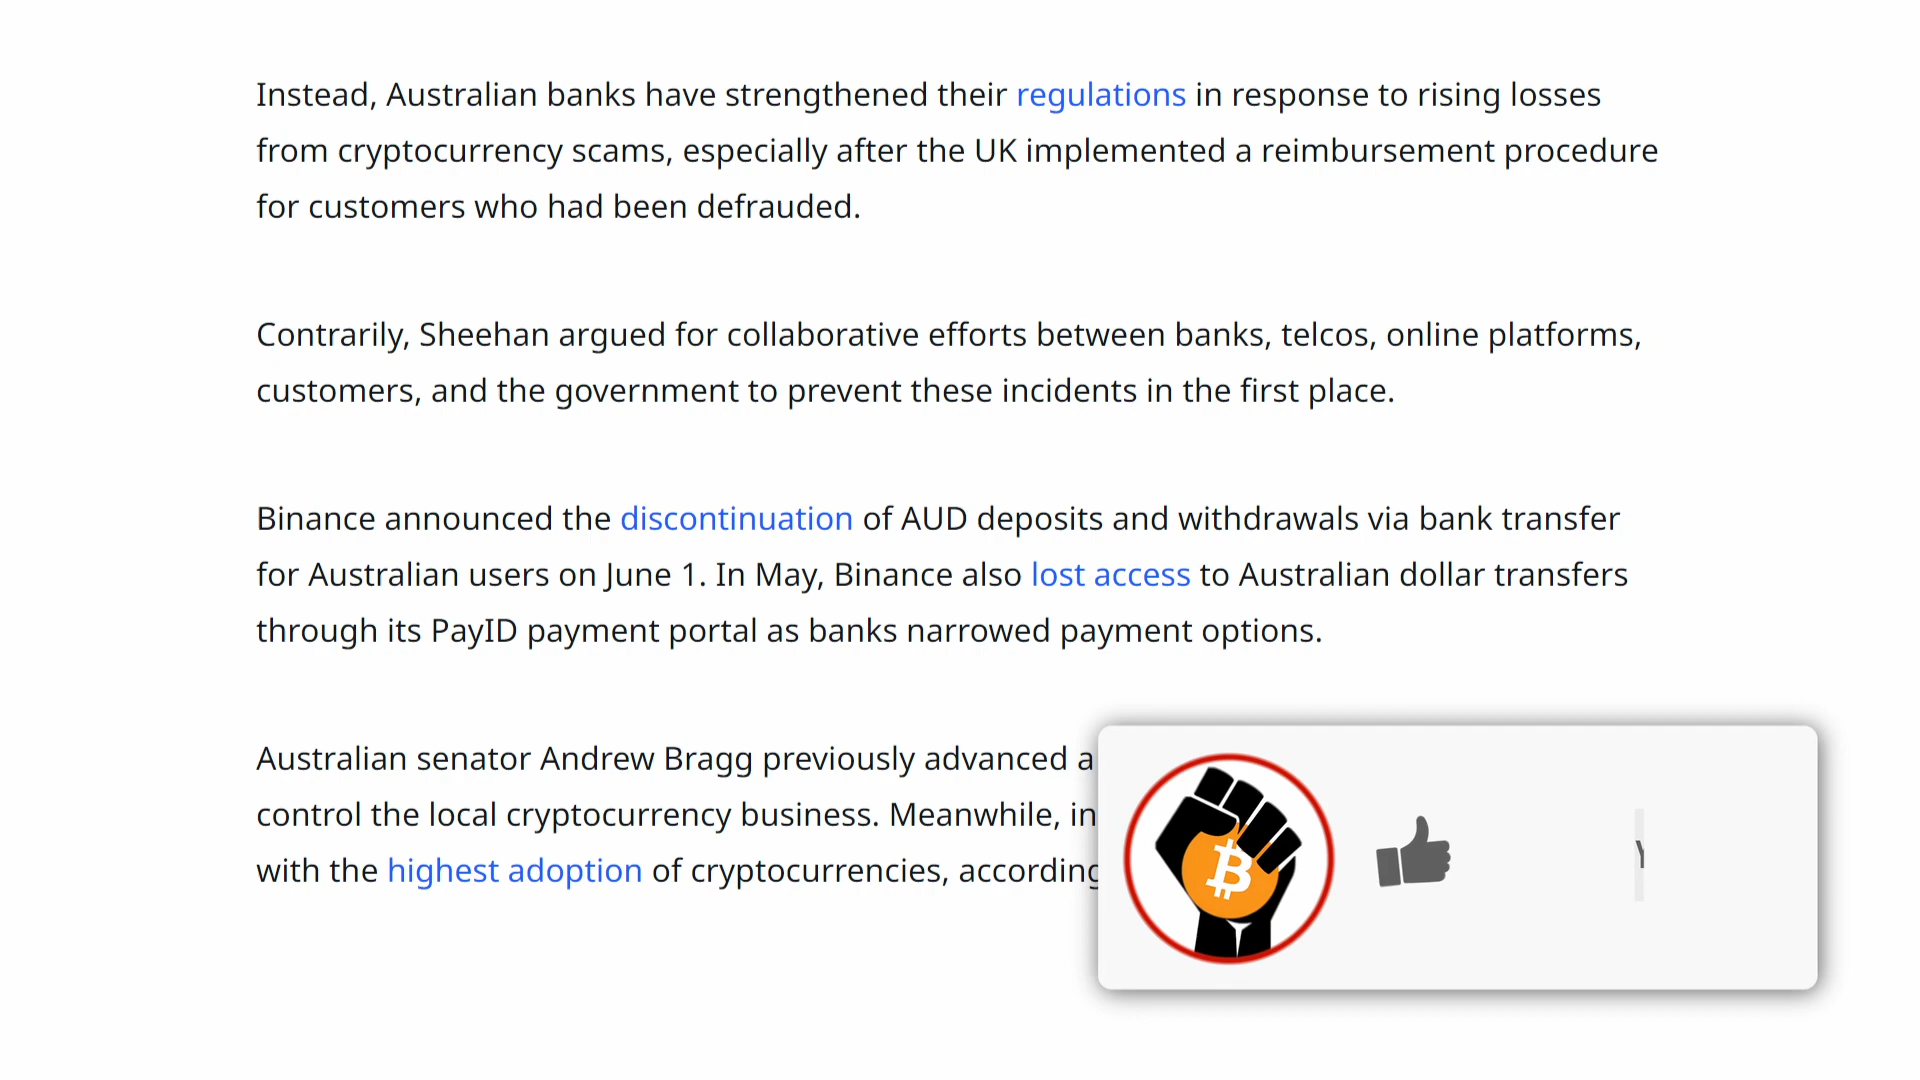 Instead, Australian banks have strengthened their regulations in response to rising losses
from cryptocurrency scams, especially after the UK implemented a reimbursement procedure
for customers who had been defrauded.
Contrarily, Sheehan argued for collaborative efforts between banks, telcos, online platforms,
customers, and the government to prevent these incidents in the first place.
Binance announced the discontinuation of AUD deposits and withdrawals via bank transfer
for Australian users on June 1. In May, Binance also lost access to Australian dollar transfers
through its PayID payment portal as banks narrowed payment options.
Australian senator Andrew Bragg previously advanced a
control the local cryptocurrency business. Meanwhile, in
with the highest adoption of cryptocurrencies, according